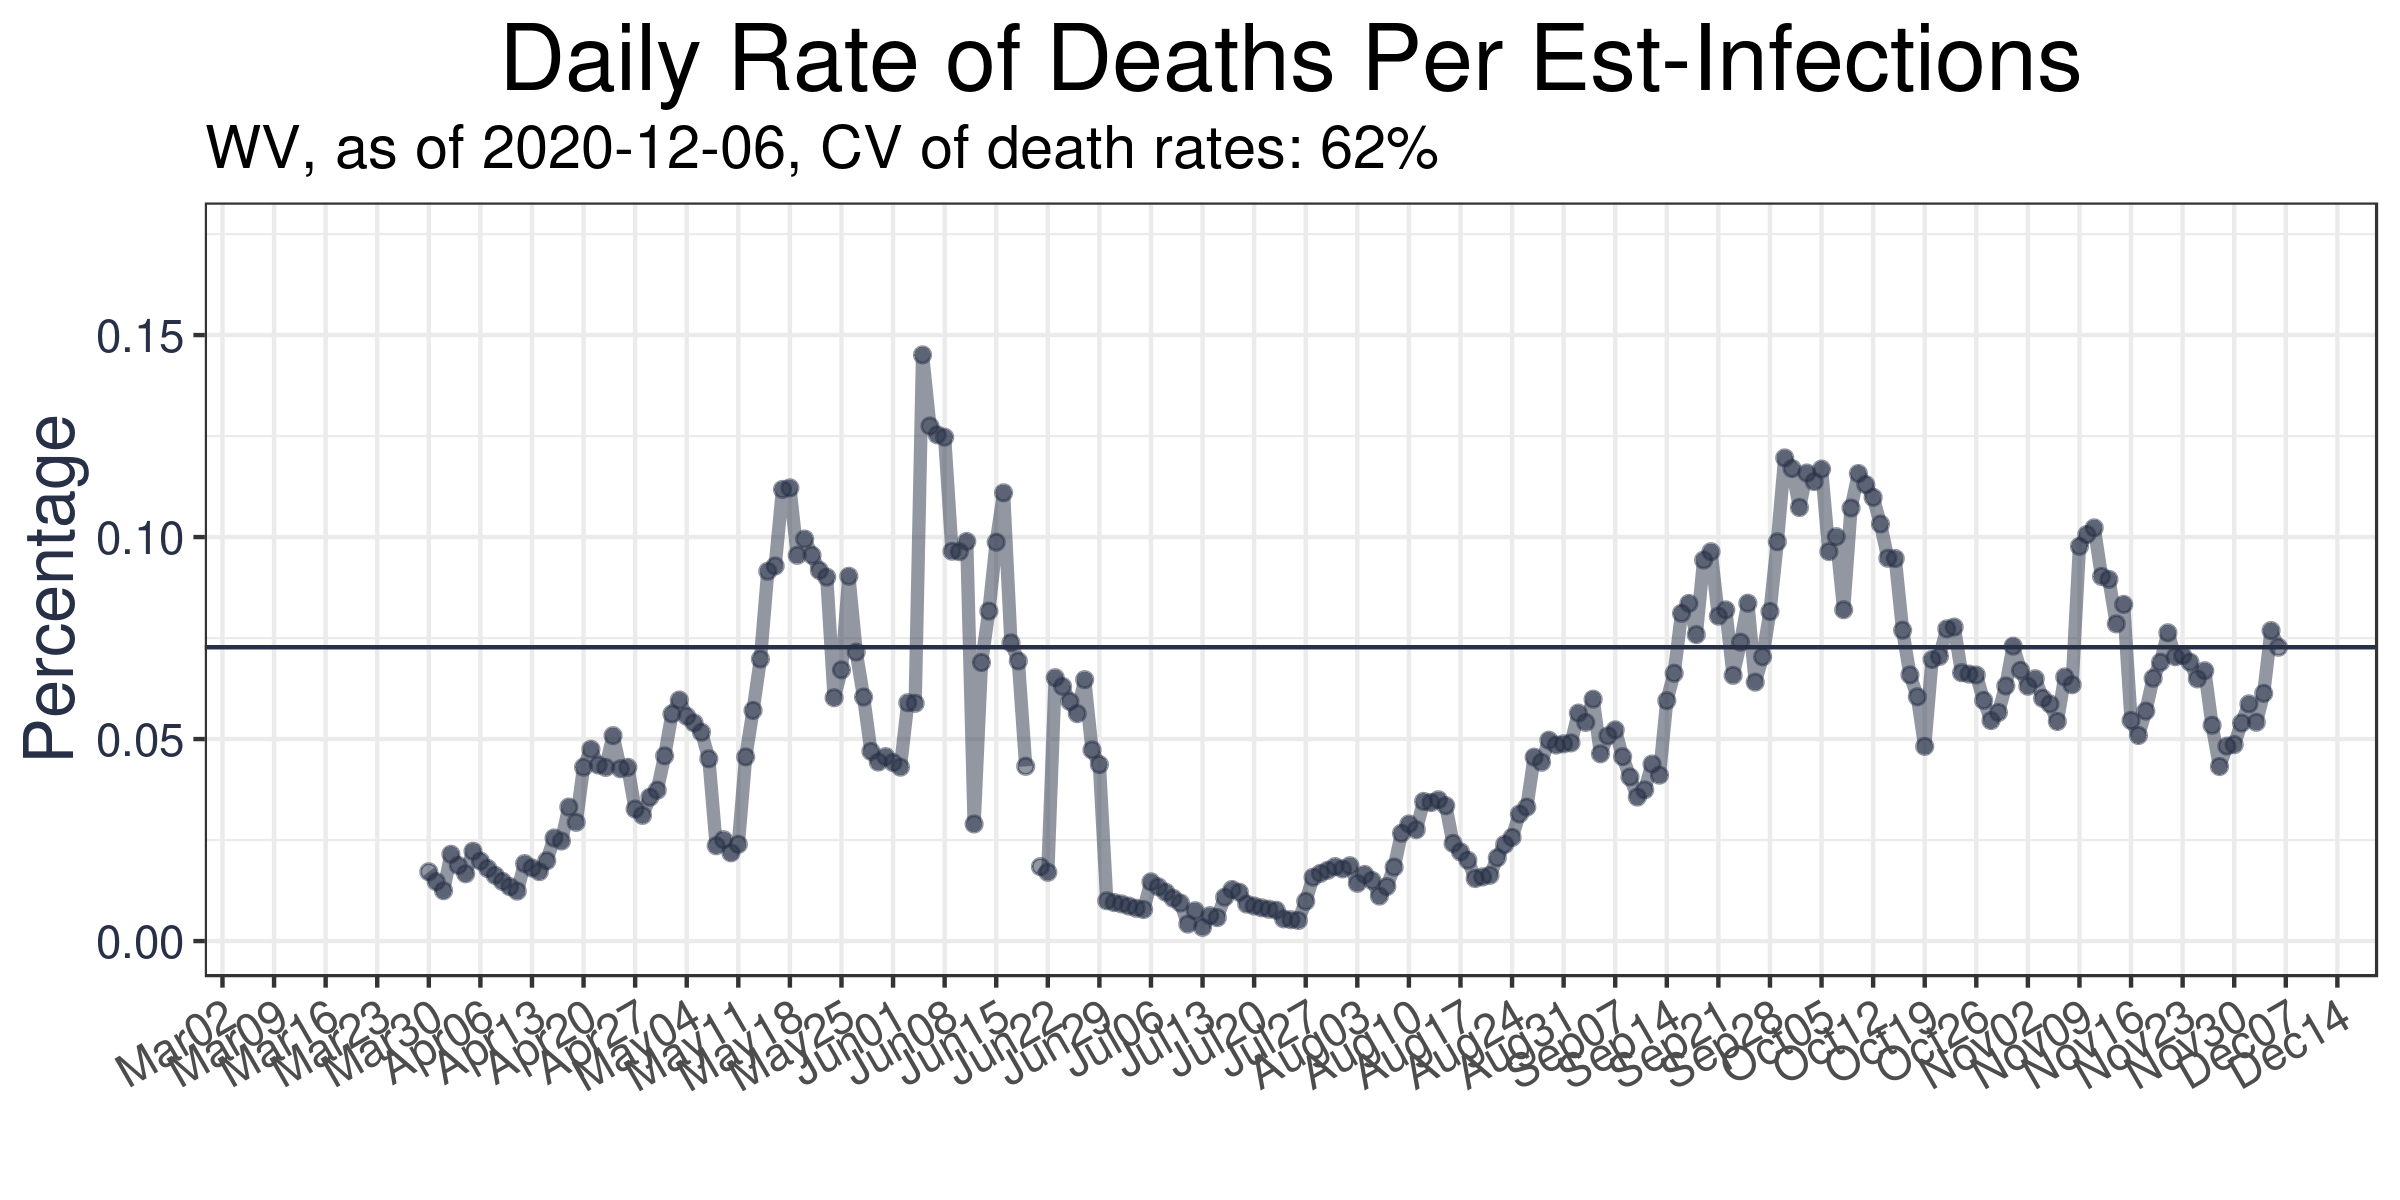 Daily Rate of Deaths Per Est-Infections
WV, as of 2020-12-06, CV of death rates: 62%
Percentage
0.15
0.10
0.05
0.00
Mar02
Mar09
Mar16
Mar23
Mar30
Apr06
Apr13
Apr20
Apr27
May04
May11
May18
May25
Jun01
Jun08
Jun15
Jun22
Jun29
Jul06
Jul13
Jul20
Jul27
Aug03
Aug10
Aug17
Aug24
Aug31
Sep07
Sep14
Sep21
Sep28
Oct05
Oct12
Oct19
Oct26
Nov02
Nov09
Nov16
Nov23
Nov30
Dec07
Dec14